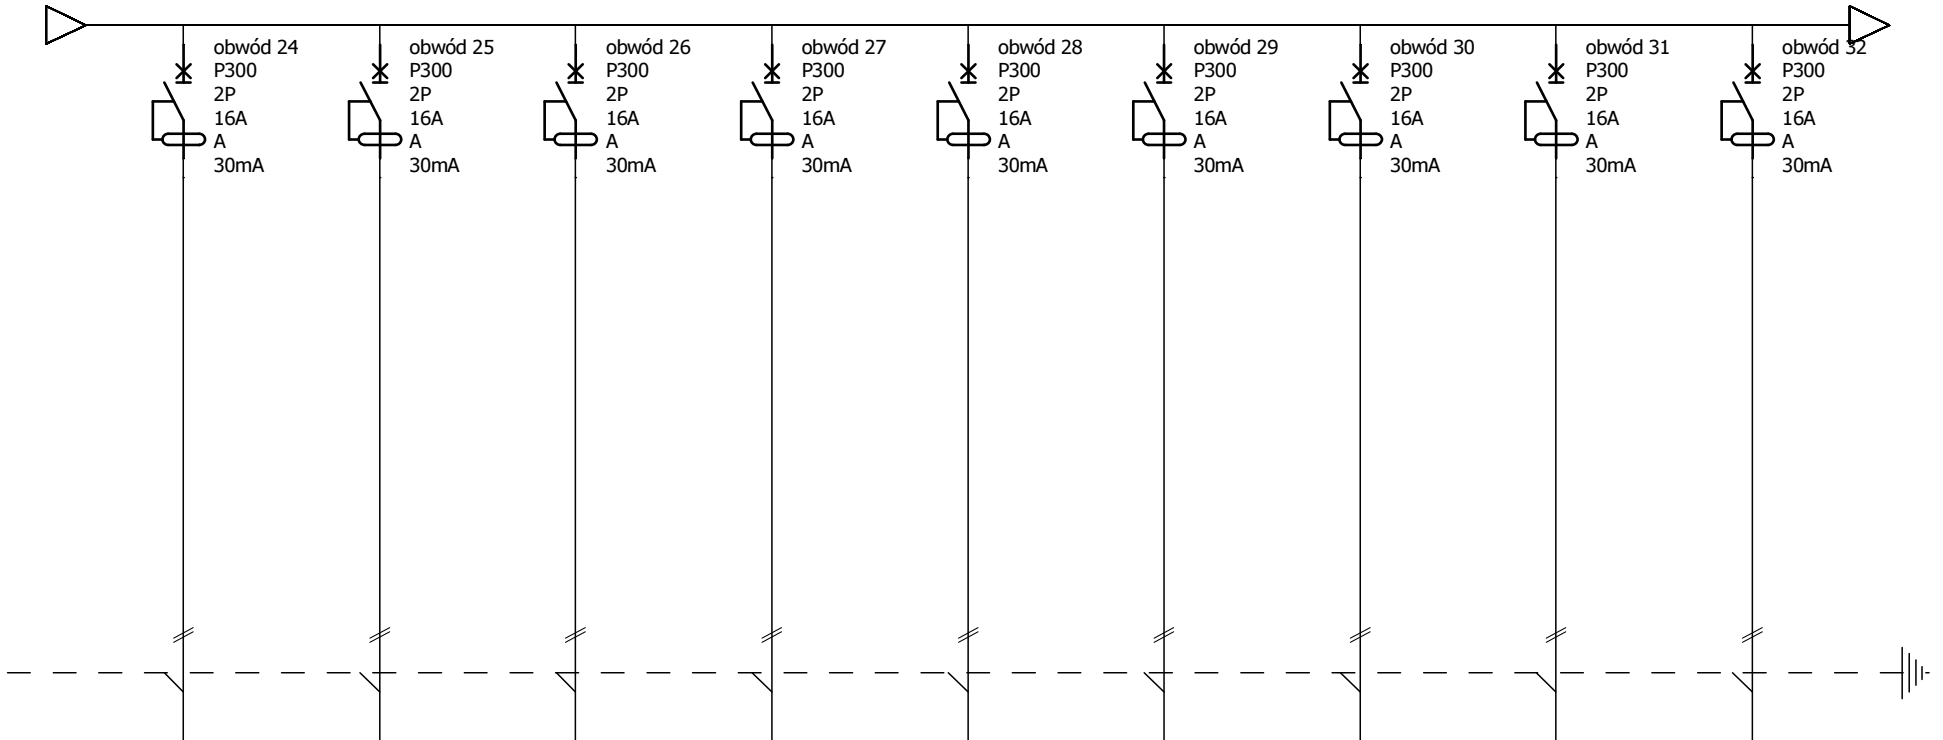 obwód 24
P300
2P
16A
A
30mA
obwód 25
P300
2P
16A
A
30mA
obwód 26
P300
2P
16A
A
30mA
obwód 27
P300
2P
16A
A
30mA
obwód 28
P300
2P
16A
A
30mA
obwód 29
P300
2P
16A
A
30mA
obwód 30
P300
2P
16A
A
30mA
obwód 31
P300
2P
16A
A
30mA
obwód 32
P300
2P
16A
A
30mA